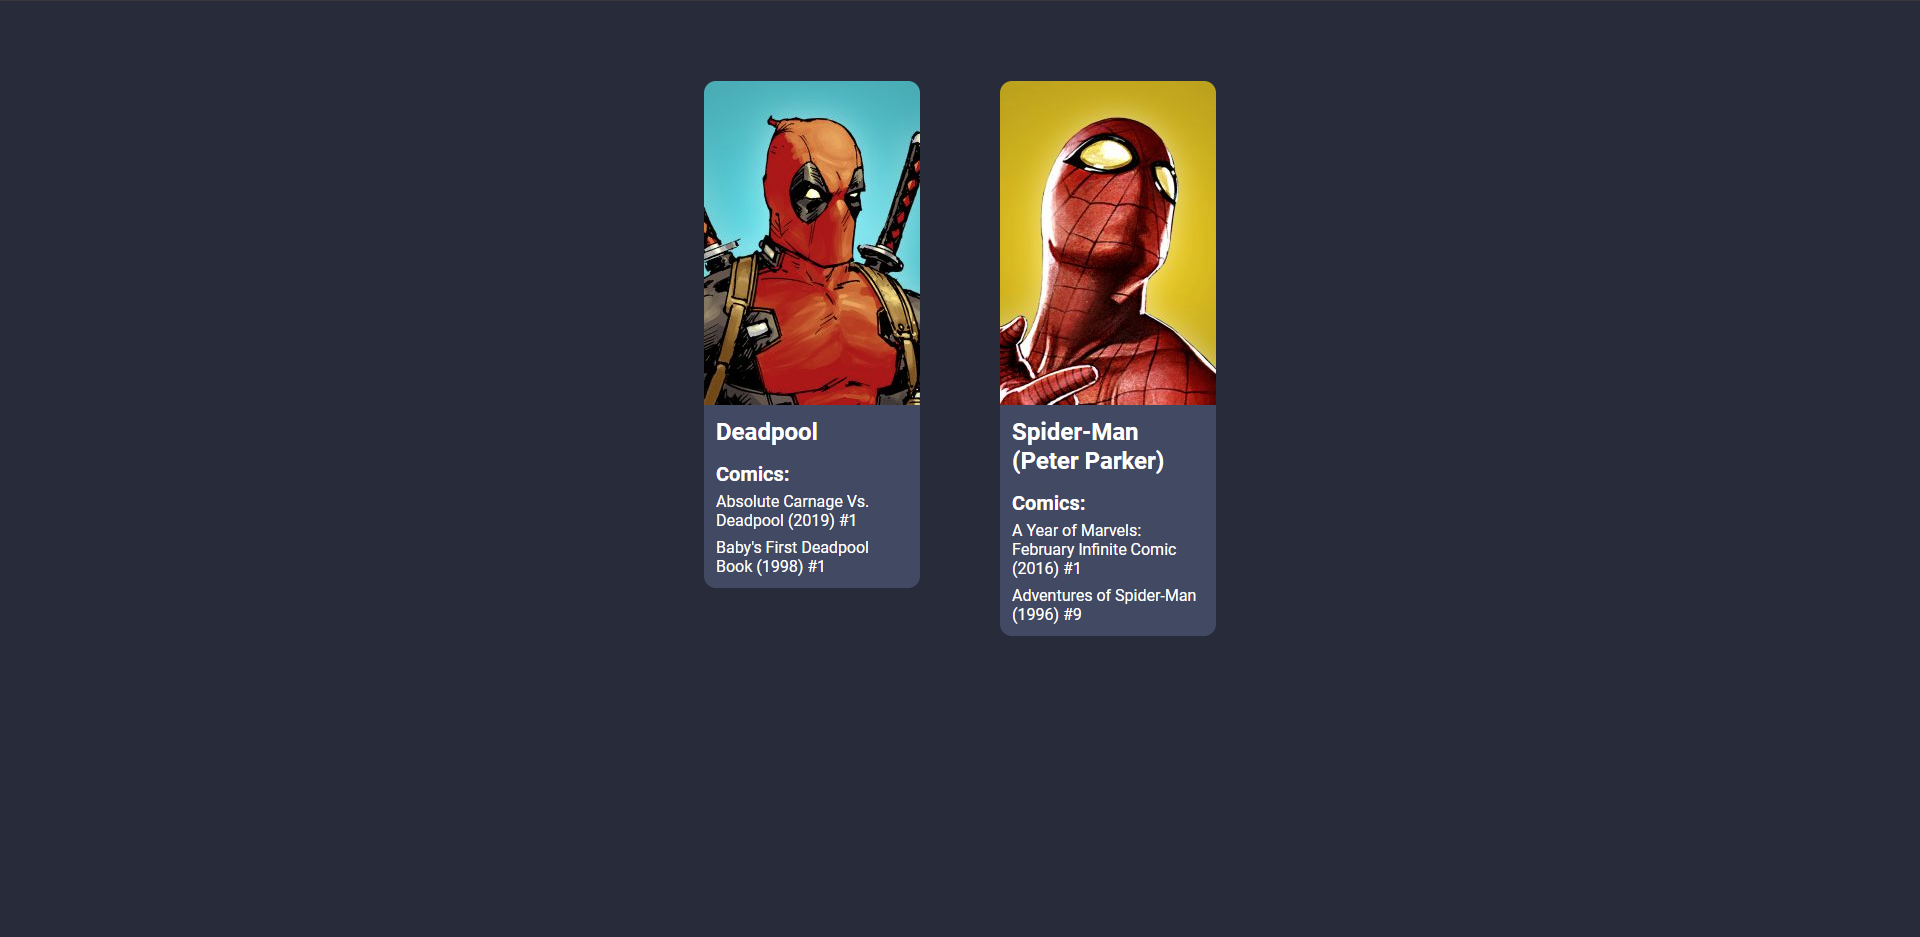 Deadpool
Comics:
Absolute Carnage Vs.
Deadpool (2019) #1
Baby's First Deadpool
Book (1998) #1
Spider-Man
(Peter Parker)
Comics:
A Year of Marvels:
February Infinite Comic
(2016) #1
Adventures of Spider-Man
(1996) #9